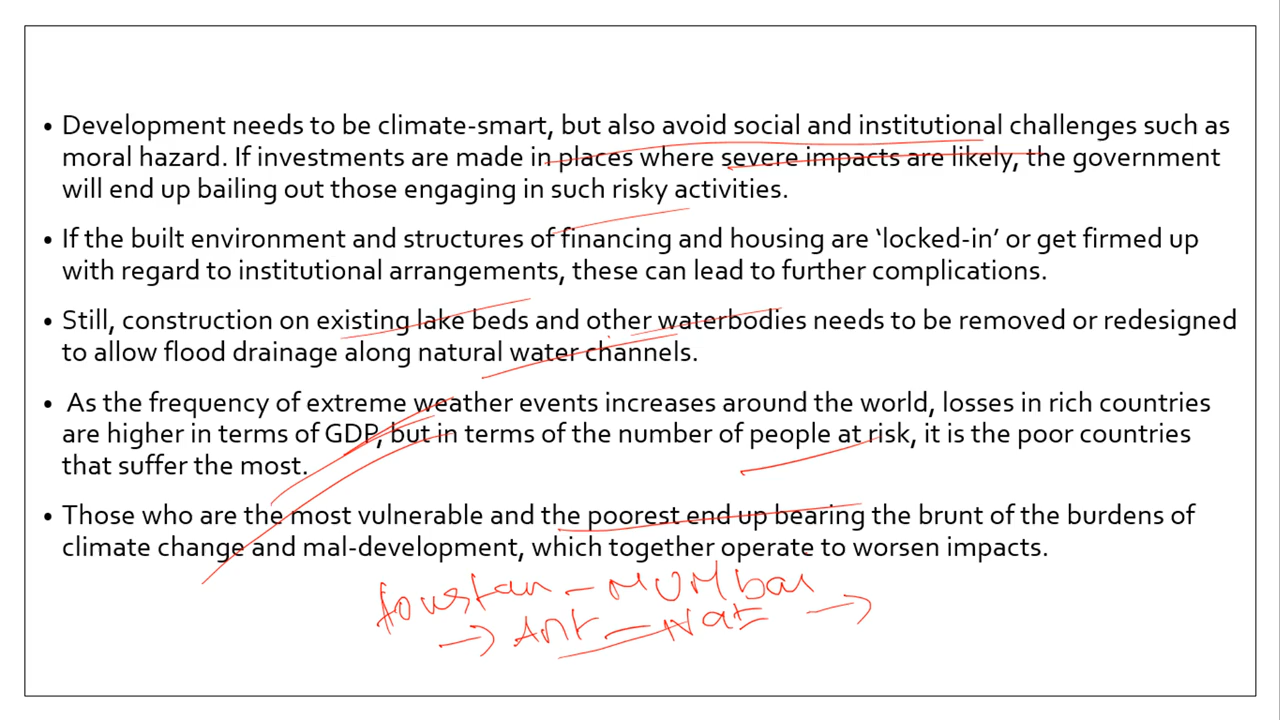 • Development needs to be climate-smart, but also avoid social and institutional challenges such as
moral hazard. If investments are made in places where severe impacts are likely, the government
will end up bailing out those engaging in such risky activities.
• If the built environment and structures of financing and housing are ‘locked-in’ or get firmed up
with regard to institutional arrangements, these can lead to further complications.
• Still, construction on existing lake beds and other waterbodies needs to be removed or redesigned
to allow flood drainage along natural water channels.
• As the frequency of extreme weather events increases around the world, losses in rich countries
are higher in terms of GDP, but in terms of the number of people at risk, it is the poor countries
that suffer the most.
• Those who are the most vulnerable and the poorest end up bearing the brunt of the burdens of
climate change and mal-development, which together operate to worsen impacts.
– MUMbai
→ Ant – Nat →